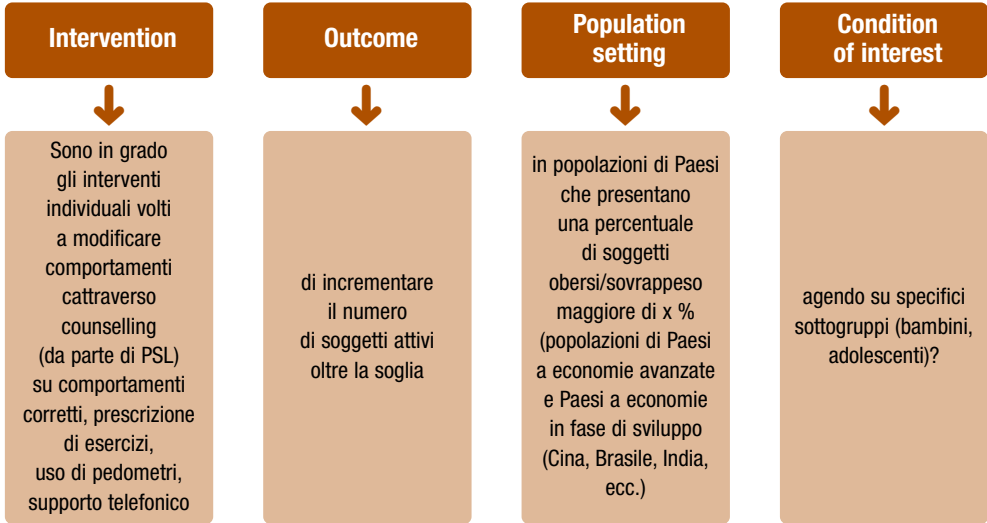 Intervention
Sono in grado
gli interventi
individuali volti
a modificare
comportamenti
cattraverso
counselling
(da parte di PSL)
su comportamenti
corretti, prescrizione
di esercizi,
uso di pedometri,
supporto telefonico
Outcome
di incrementare
il numero
di soggetti attivi
oltre la soglia
Population
setting
in popolazioni di Paesi
che presentano
una percentuale
di soggetti
obersi/sovrappeso
maggiore di x %
(popolazioni di Paesi
a economie avanzate
e Paesi a economie
in fase di sviluppo
(Cina, Brasile, India,
ecc.)
Condition
of interest
agendo su specifici
sottogruppi (bambini,
adolescenti)?